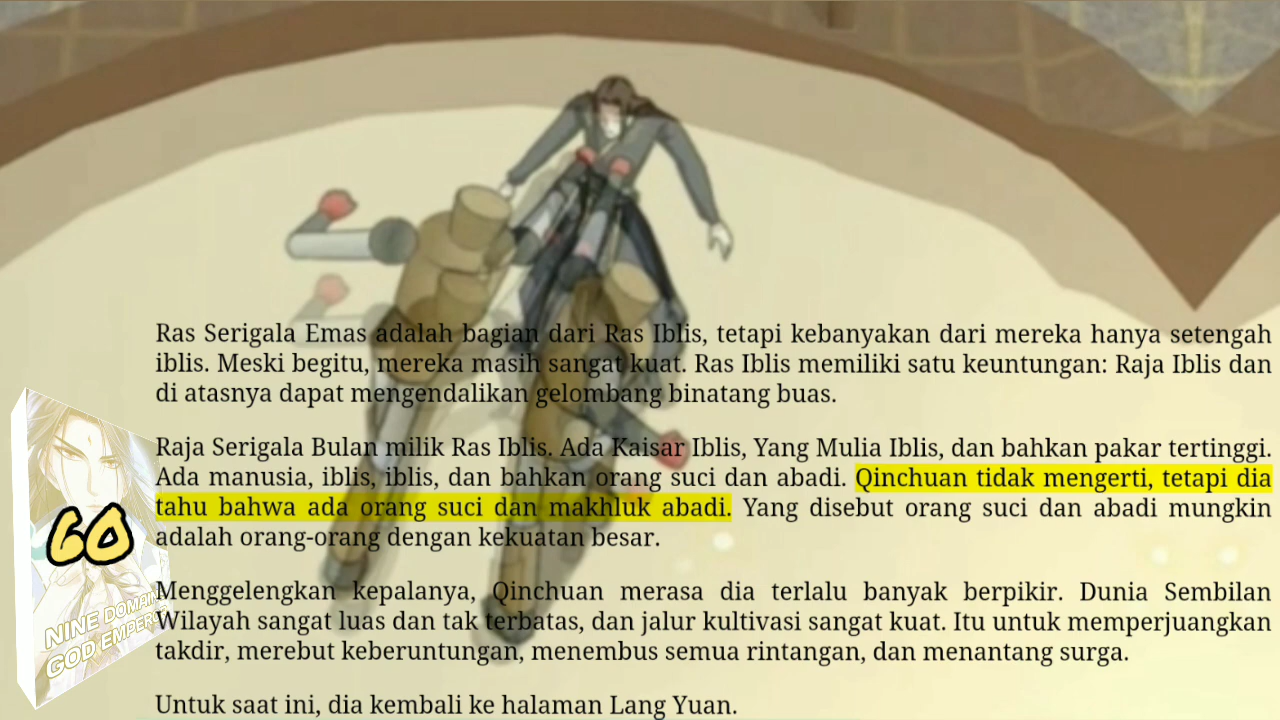 Ras Serigala Emas adalah bagian dari Ras Iblis, tetapi kebanyakan dari mereka hanya setengah
iblis. Meski begitu, mereka masih sangat kuat. Ras Iblis memiliki satu keuntungan: Raja Iblis dan
di atasnya dapat mengendalikan gelombang binatang buas.
Raja Serigala Bulan milik Ras Iblis. Ada Kaisar Iblis, Yang Mulia Iblis, dan bahkan pakar tertinggi.
Ada manusia, iblis, iblis, dan bahkan orang suci dan abadi. Qinchuan tidak mengerti, tetapi dia
tahu bahwa ada orang suci dan makhluk abadi. Yang disebut orang suci dan abadi mungkin
adalah orang-orang dengan kekuatan besar.
Menggelengkan kepalanya, Qinchuan merasa dia terlalu banyak berpikir. Dunia Sembilan
Wilayah sangat luas dan tak terbatas, dan jalur kultivasi sangat kuat. Itu untuk memperjuangkan
takdir, merebut keberuntungan, menembus semua rintangan, dan menantang surga.
Untuk saat ini, dia kembali ke halaman Lang Yuan.
60
NINE DOMAIN
GOD EMPEROR